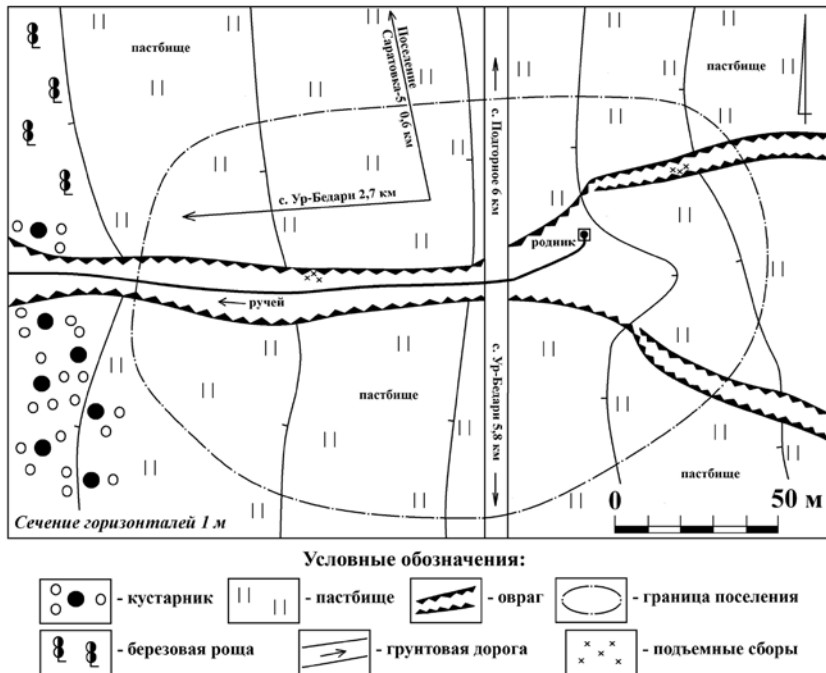 пастбище
Поселение
Саратовка-5 0,6 км
с. Подгорное 6 км
пастбище
с. Ур-Бедари 2,7 км
родник
ручей
с. Ур-Бедари 5,8 км
пастбище
пастбище
0 50 м
Сечение горизонталей 1 м
Условные обозначения:
- кустарник
- пастбище
- овраг
- граница поселения
- березовая роща
- грунтовая дорога
- подъемные сборы